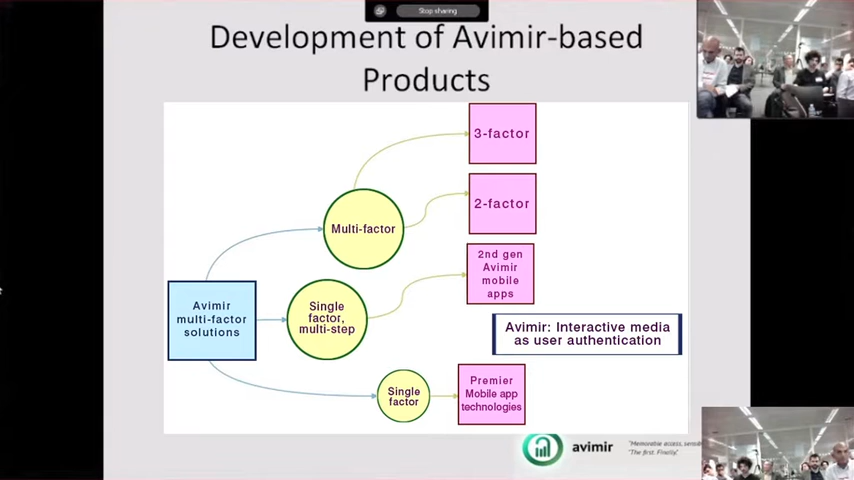 Stop sharing
Development of Avimir-based
Products
3-factor
2-factor
Multi-factor
2nd gen
Avimir
mobile
apps
Avimir
multi-factor
solutions
Single
factor,
multi-step
Avimir: Interactive media
as user authentication
Single
factor
Premier
Mobile app
technologies
avimir
"Memorable access, sensi
"The first. Finally."